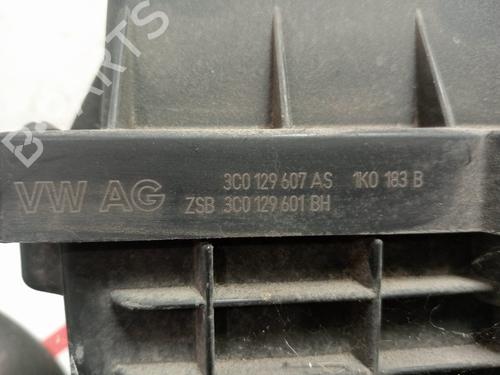 VW AG 3C0 129 607 AS 1K0 183 B
ZSB 3C0 129 601 BH